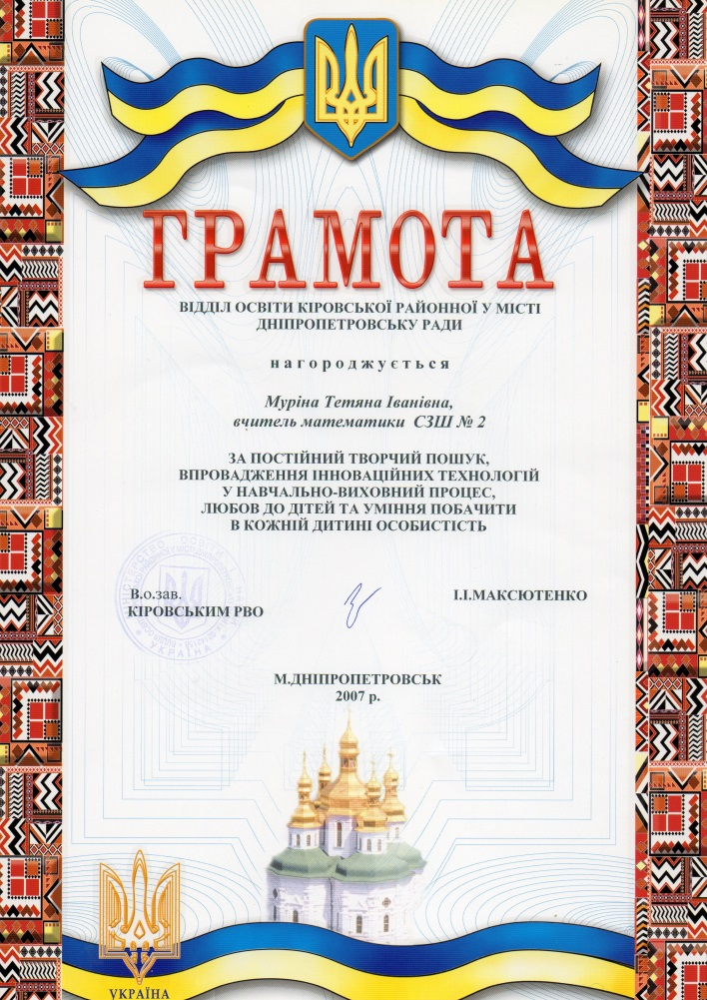 ГРАМОТА
ВІДДІЛ ОСВІТИ КІРОВСЬКОЇ РАЙОННОЇ У МІСТІ
ДНІПРОПЕТРОВСЬКУ РАДИ
нагороджується
Муріна Тетяна Іванівна,
вчитель математики СЗШ № 2
ЗА ПОСТІЙНИЙ ТВОРЧИЙ ПОШУК,
ВПРОВАДЖЕННЯ ІННОВАЦІЙНИХ ТЕХНОЛОГІЙ
У НАВЧАЛЬНО-ВИХОВНИЙ ПРОЦЕС,
ЛЮБОВ ДО ДІТЕЙ ТА УМІННЯ ПОБАЧИТИ
В КОЖНІЙ ДИТИНІ ОСОБИСТІСТЬ
В.о.зав. І.І.МАКСЮТЕНКО
КІРОВСЬКИМ РВО
УКРАЇНА
М.ДНІПРОПЕТРОВСЬК
2007 р.
УКРАЇНА